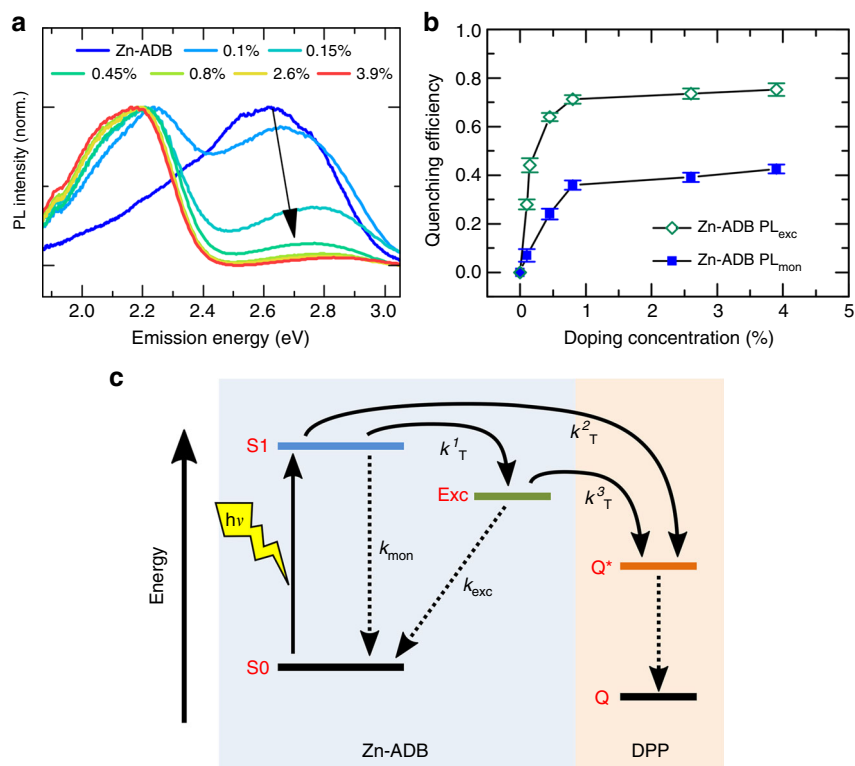 a
Zn-ADB 0.1% 0.15%
0.45% 0.8% 2.6% 3.9%
PL intensity (norm.)
2.0 2.2 2.4 2.6 2.8 3.0
Emission energy (eV)
b
1.0
0.8
0.6
0.4
0.2
0.0
Quenching efficiency
Zn-ADB PLexc
Zn-ADB PLmon
0 1 2 3 4 5
Doping concentration (%)
c
Energy
hν
S1
k¹T
k²T
Exc
k³T
kmon
kexc
Q*
S0
Q
Zn-ADB DPP